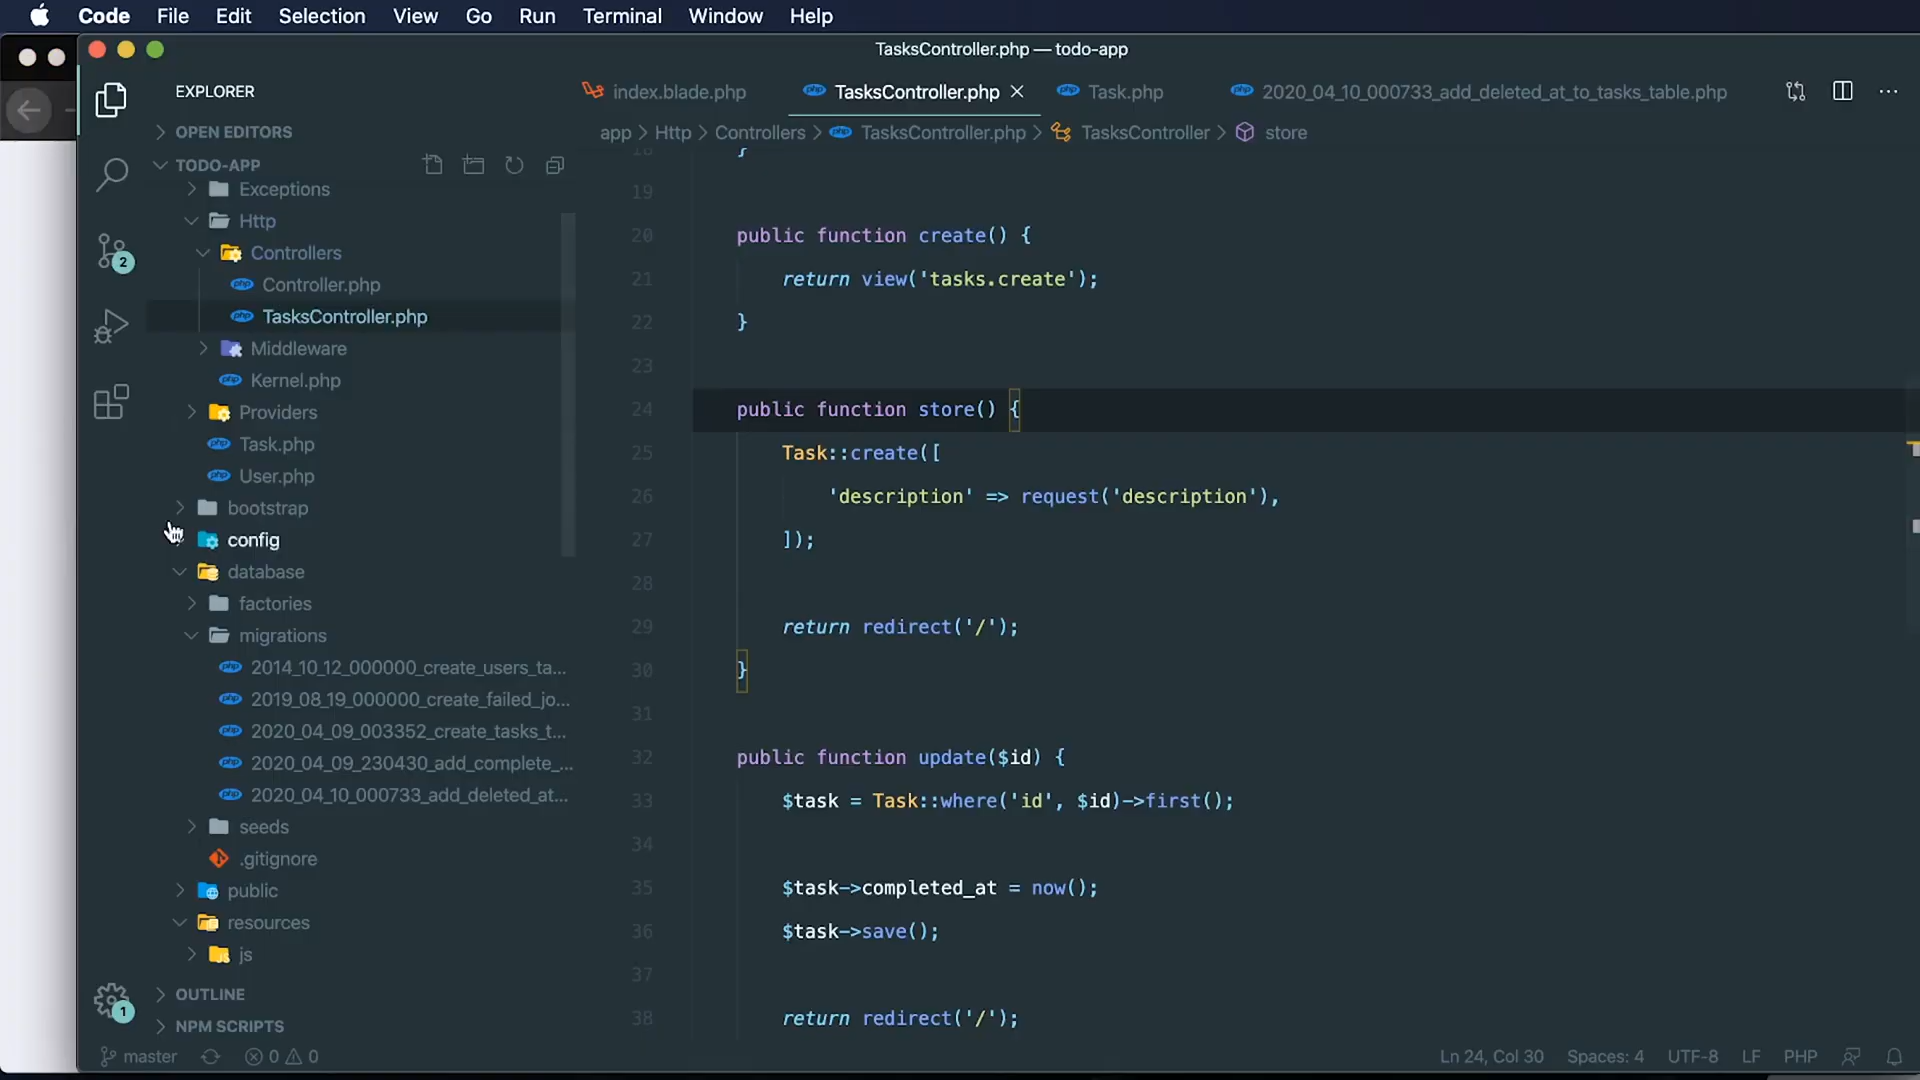 Code File Edit Selection View Go Run Terminal Window Help
TasksController.php — todo-app
EXPLORER
OPEN EDITORS
TODO-APP
Exceptions
Http
Controllers
Controller.php
TasksController.php
Middleware
Kernel.php
Providers
Task.php
User.php
bootstrap
config
database
factories
migrations
2014_10_12_000000_create_users_ta...
2019_08_19_000000_create_failed_jo...
2020_04_09_003352_create_tasks_t...
2020_04_09_230430_add_complete_...
2020_04_10_000733_add_deleted_at...
seeds
.gitignore
public
resources
js
OUTLINE
NPM SCRIPTS
2
1
index.blade.php TasksController.php Task.php 2020_04_10_000733_add_deleted_at_to_tasks_table.php
app > Http > Controllers > TasksController.php > TasksController > store
18 }
19
20 public function create() {
21 return view('tasks.create');
22 }
23
24 public function store() {
25 Task::create([
26 'description' => request('description'),
27 ]);
28
29 return redirect('/');
30 }
31
32 public function update($id) {
33 $task = Task::where('id', $id)->first();
34
35 $task->completed_at = now();
36 $task->save();
37
38 return redirect('/');
master 0 0 Ln 24, Col 30 Spaces: 4 UTF-8 LF PHP